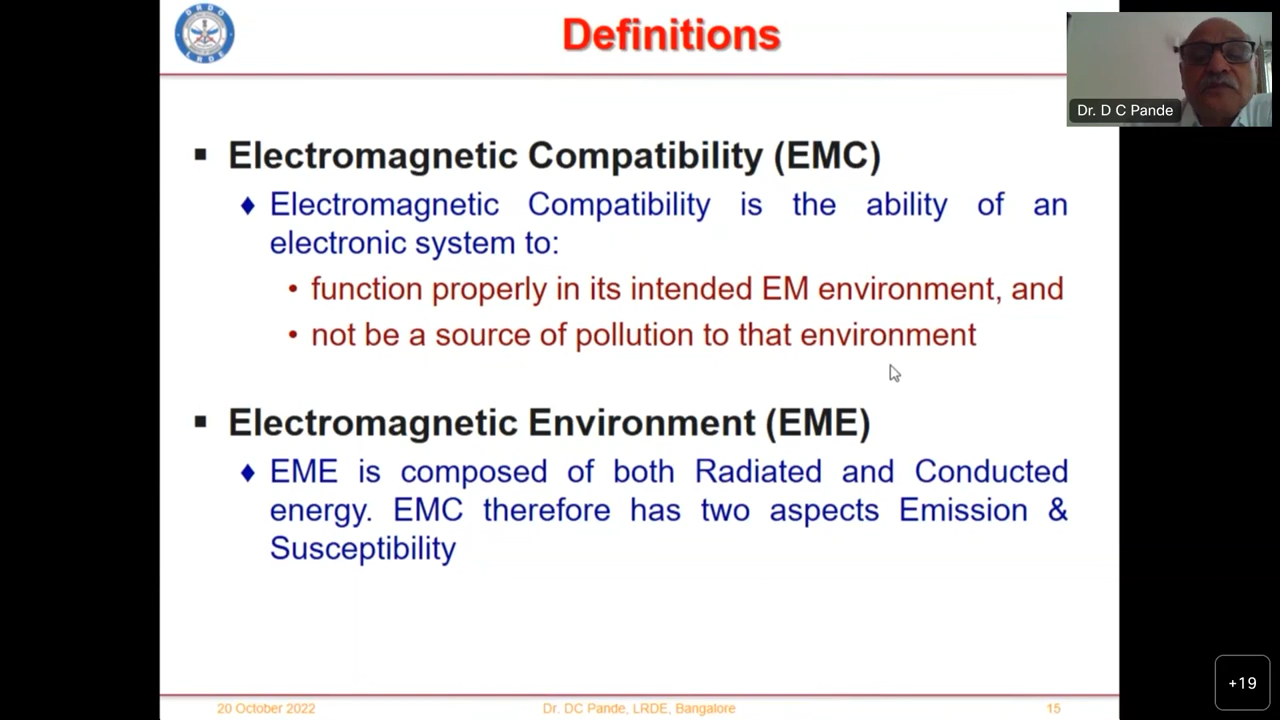 DRDO
LRDE
Definitions
Dr. D C Pande
▪ Electromagnetic Compatibility (EMC)
♦ Electromagnetic Compatibility is the ability of an
electronic system to:
• function properly in its intended EM environment, and
• not be a source of pollution to that environment
▪ Electromagnetic Environment (EME)
♦ EME is composed of both Radiated and Conducted
energy. EMC therefore has two aspects Emission &
Susceptibility
+19
20 October 2022
Dr. DC Pande, LRDE, Bangalore
15